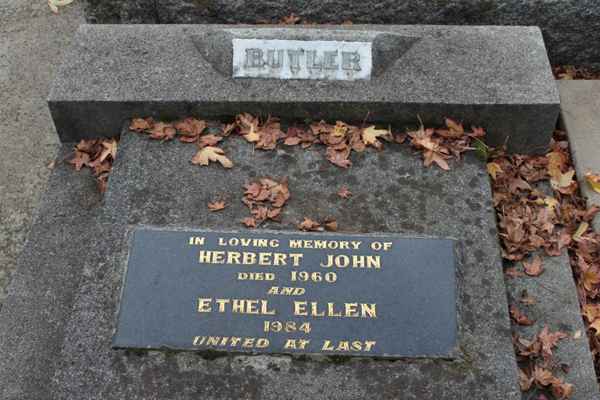 BUTLER
IN LOVING MEMORY OF
HERBERT JOHN
DIED 1960
AND
ETHEL ELLEN
1984
UNITED AT LAST